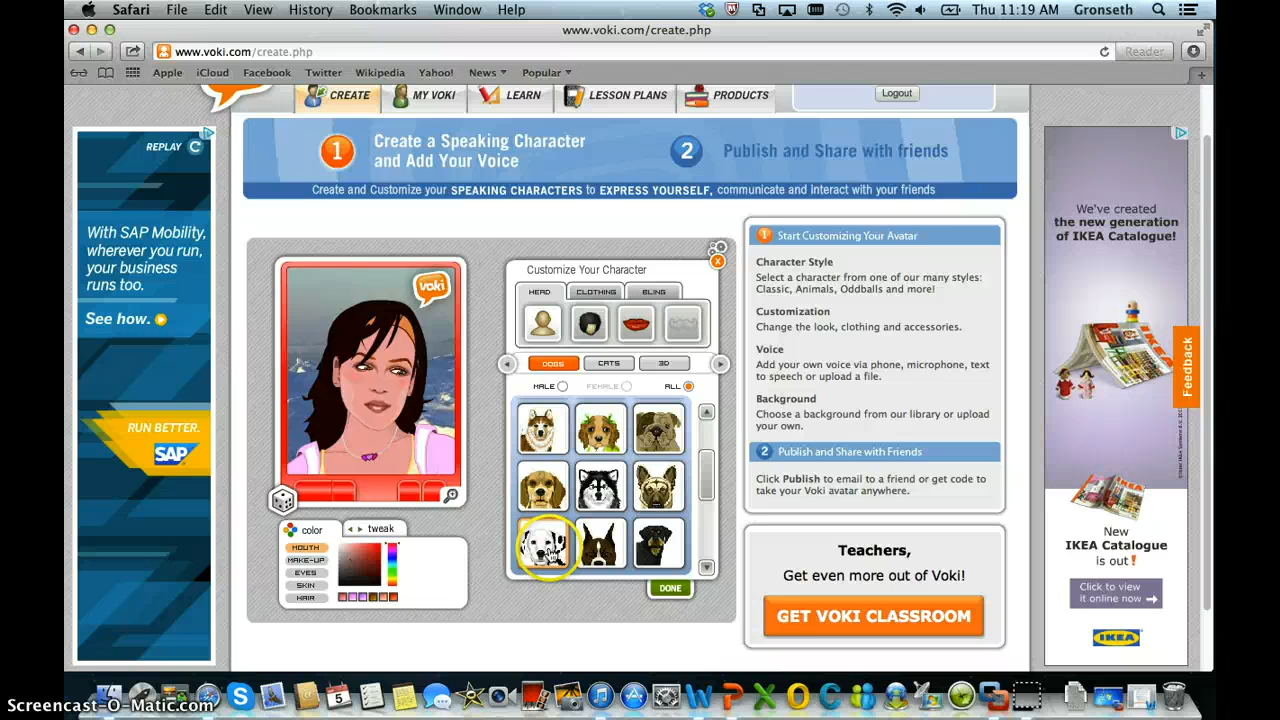 Safari File Edit View History Bookmarks Window Help Thu 11:19 AM Gronseth
www.voki.com/create.php
www.voki.com/create.php Reader
Apple iCloud Facebook Twitter Wikipedia Yahoo! News Popular
CREATE MY VOKI LEARN LESSON PLANS PRODUCTS Logout
1 Create a Speaking Character and Add Your Voice
2 Publish and Share with friends
Create and Customize your SPEAKING CHARACTERS to EXPRESS YOURSELF, communicate and interact with your friends
REPLAY
With SAP Mobility,
wherever you run,
your business
runs too.
See how.
RUN BETTER.
SAP
voki
color tweak
MOUTH
MAKE-UP
EYES
SKIN
HAIR
X
Customize Your Character
HEAD CLOTHING BLING
DOGS CATS 3D
MALE FEMALE ALL
DONE
1 Start Customizing Your Avatar
Character Style
Select a character from one of our many styles:
Classic, Animals, Oddballs and more!
Customization
Change the look, clothing and accessories.
Voice
Add your own voice via phone, microphone, text
to speech or upload a file.
Background
Choose a background from our library or upload
your own.
2 Publish and Share with Friends
Click Publish to email to a friend or get code to
take your Voki avatar anywhere.
Teachers,
Get even more out of Voki!
GET VOKI CLASSROOM
We've created
the new generation
of IKEA Catalogue!
Feedback
New
IKEA Catalogue
is out!
Click to view
it online now
IKEA
5
Screencast-O-Matic.com